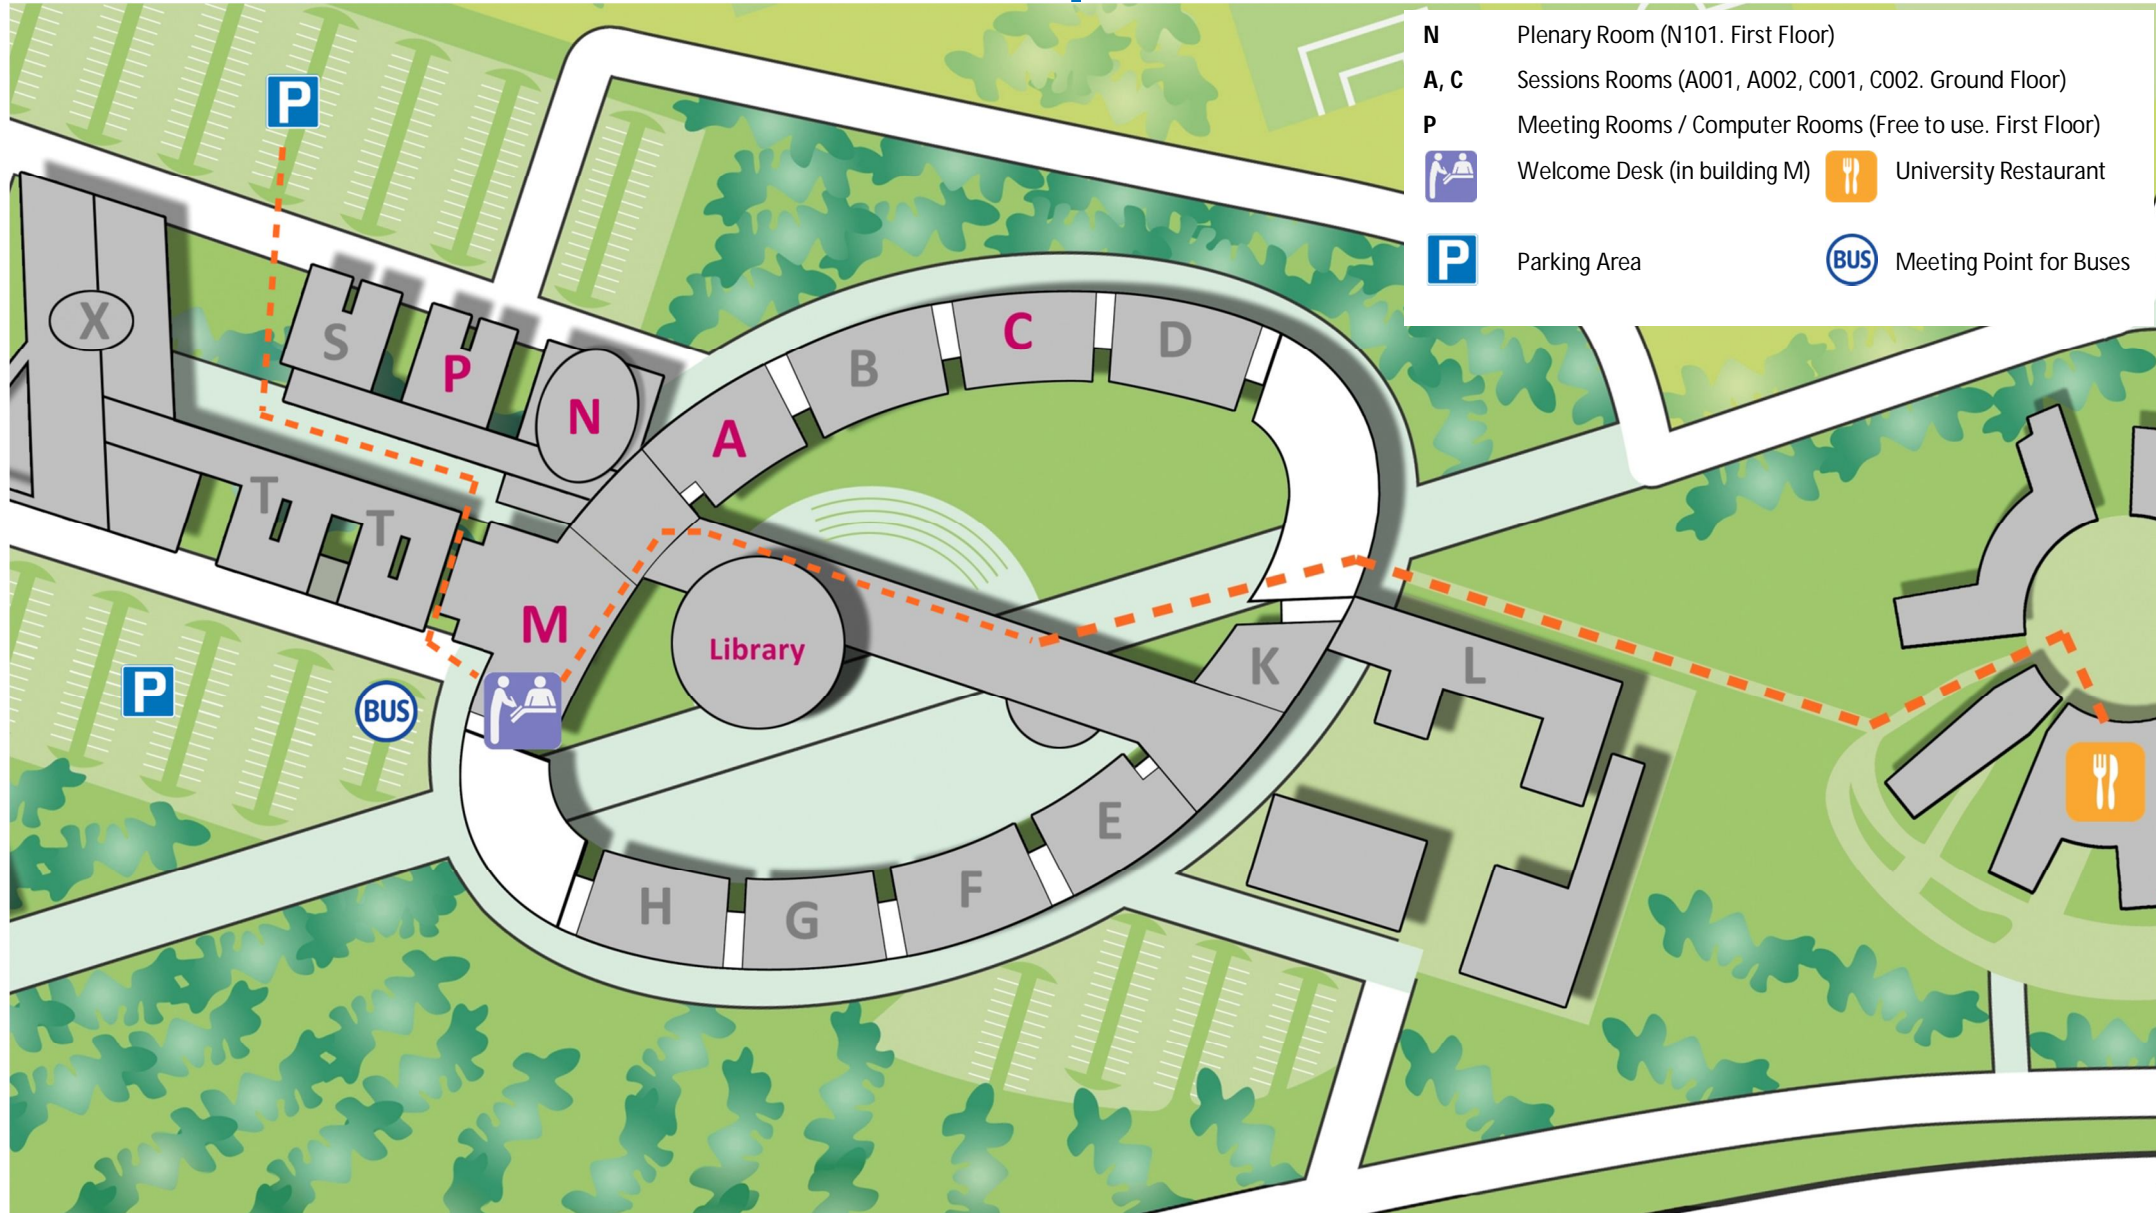 N Plenary Room (N101. First Floor)
A, C Sessions Rooms (A001, A002, C001, C002. Ground Floor)
P Meeting Rooms / Computer Rooms (Free to use. First Floor)
Welcome Desk (in building M) University Restaurant
P Parking Area BUS Meeting Point for Buses
P
X
S
P
N
A
B
C
D
T
T
M
Library
K
L
P
BUS
E
H
G
F